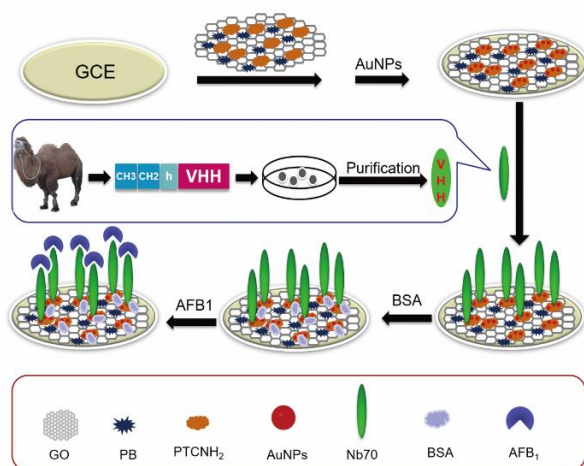 GCE
AuNPs
CH3 CH2 h VHH
Purification
V
H
H
AFB1
BSA
GO
PB
PTCNH₂
AuNPs
Nb70
BSA
AFB₁